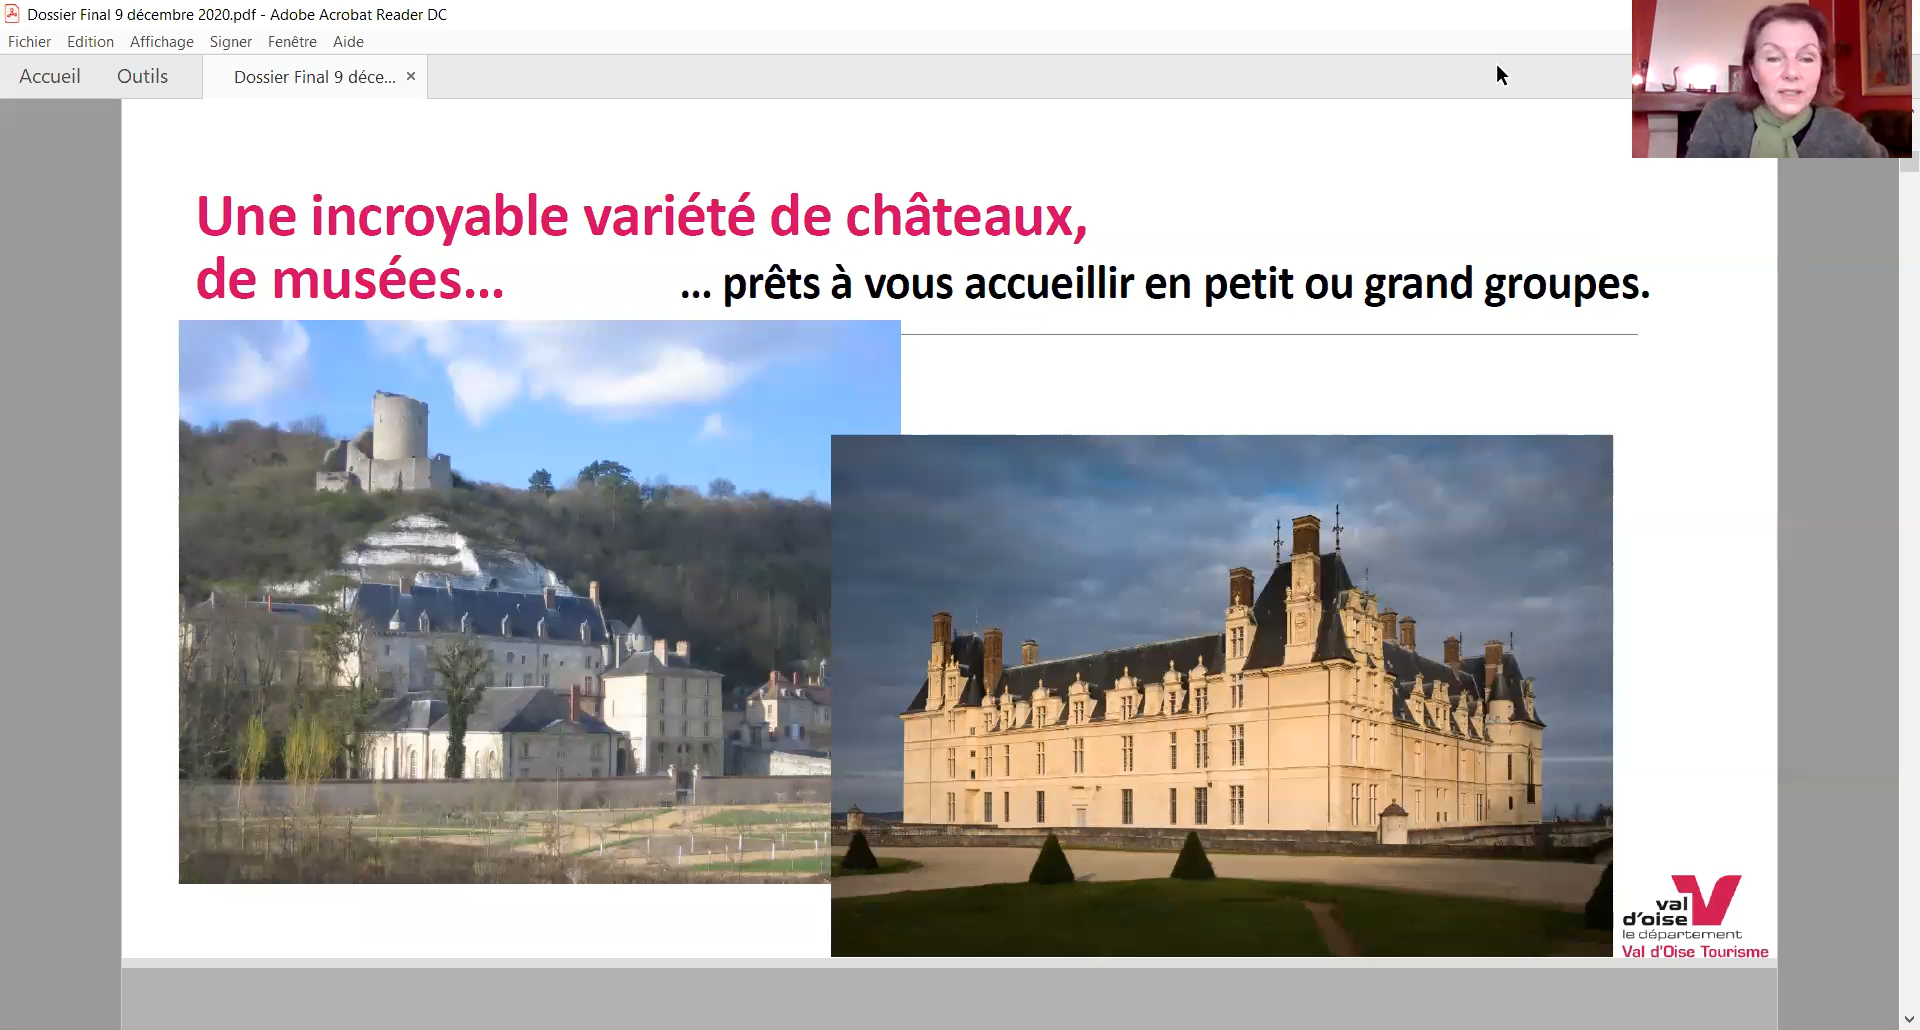 Dossier Final 9 décembre 2020.pdf - Adobe Acrobat Reader DC
Fichier Edition Affichage Signer Fenêtre Aide
Accueil Outils Dossier Final 9 déce... ×
Une incroyable variété de châteaux,
de musées... ... prêts à vous accueillir en petit ou grand groupes.
val
d'oise
le département
Val d'Oise Tourisme